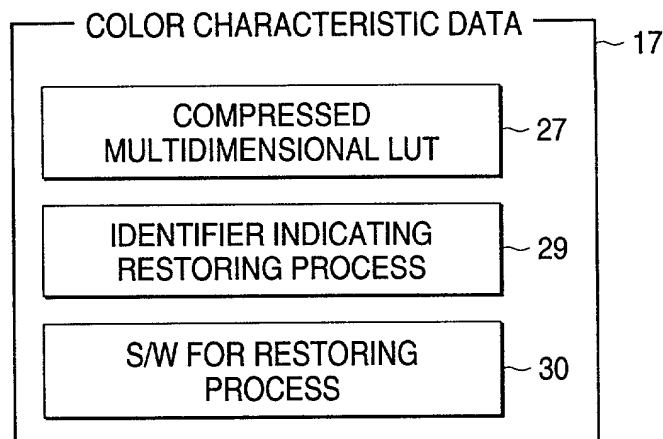 COLOR CHARACTERISTIC DATA
17
COMPRESSED
MULTIDIMENSIONAL LUT
27
IDENTIFIER INDICATING
RESTORING PROCESS
29
S/W FOR RESTORING
PROCESS
30